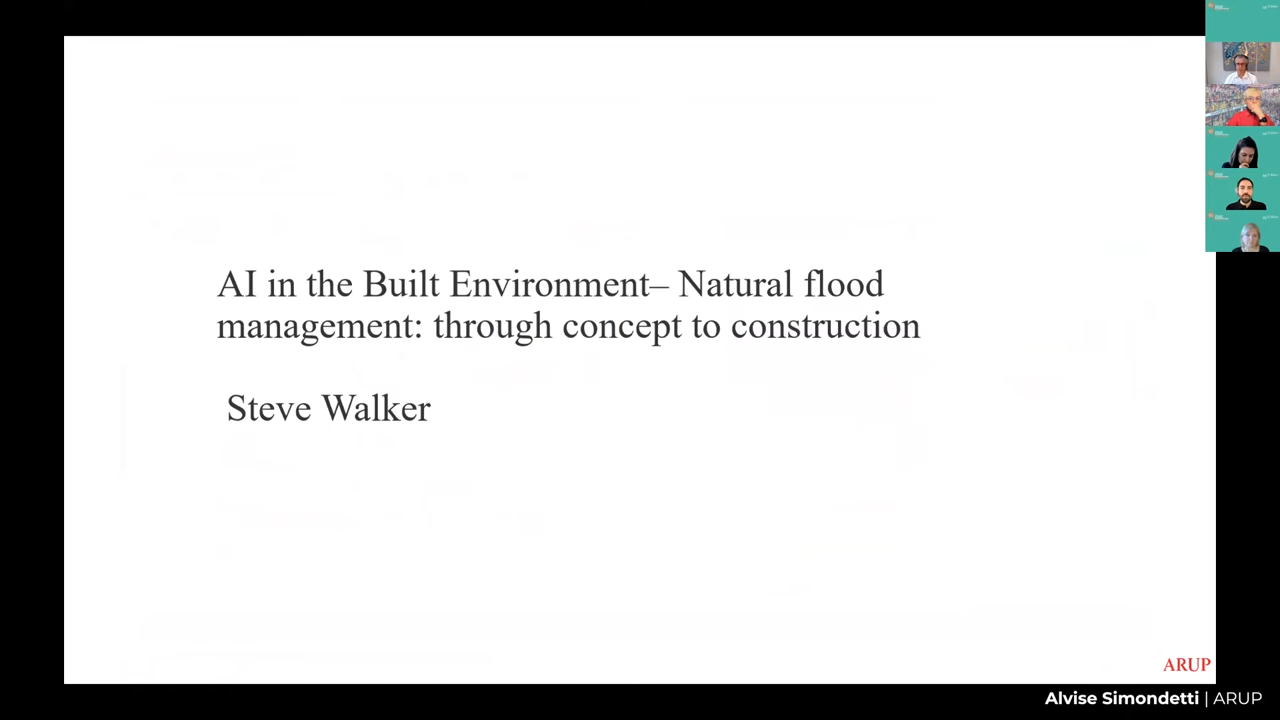 AI in the Built Environment– Natural flood
management: through concept to construction
Steve Walker
ARUP
Alvise Simondetti | ARUP